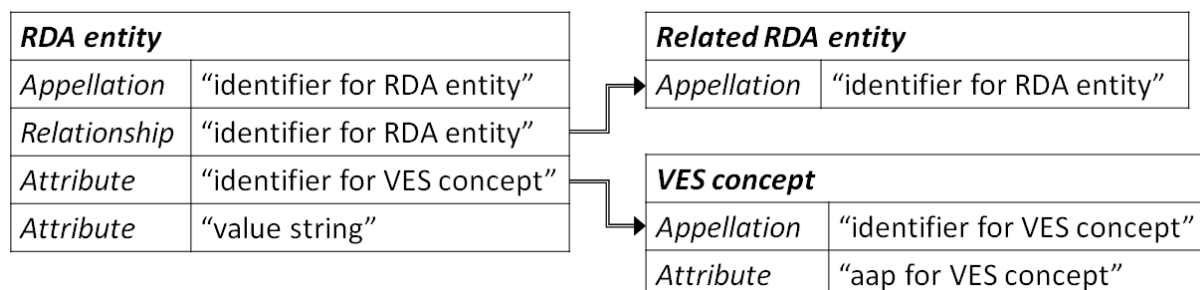 RDA entity
Appellation “identifier for RDA entity”
Relationship “identifier for RDA entity”
Attribute “identifier for VES concept”
Attribute “value string”
Related RDA entity
Appellation “identifier for RDA entity”
VES concept
Appellation “identifier for VES concept”
Attribute “aap for VES concept”